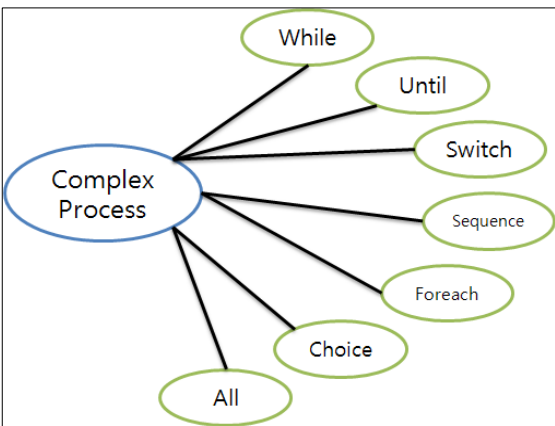 While
Until
Switch
Complex
Process
Sequence
Foreach
Choice
All